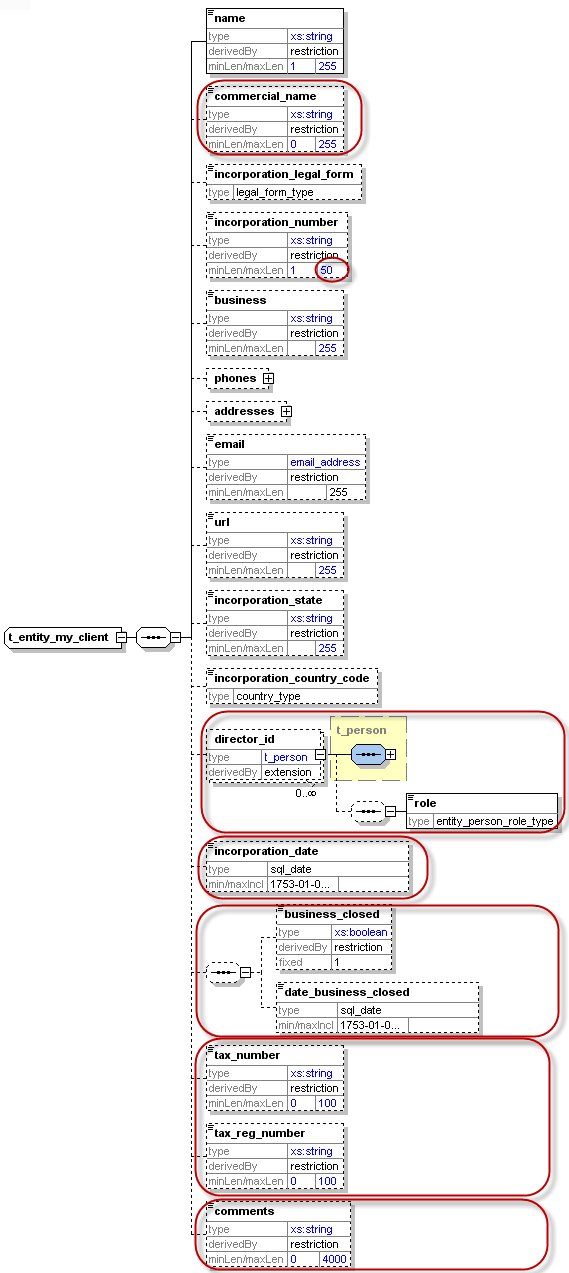 name
type xs:string
derivedBy restriction
minLen/maxLen 1 255
commercial_name
type xs:string
derivedBy restriction
minLen/maxLen 0 255
incorporation_legal_form
type legal_form_type
incorporation_number
type xs:string
derivedBy restriction
minLen/maxLen 1 50
business
type xs:string
derivedBy restriction
minLen/maxLen 255
phones
addresses
email
type email_address
derivedBy restriction
minLen/maxLen 255
url
type xs:string
derivedBy restriction
minLen/maxLen 255
incorporation_state
type xs:string
derivedBy restriction
minLen/maxLen 255
t_entity_my_client
incorporation_country_code
type country_type
t_person
director_id
type t_person
derivedBy extension
0..∞
role
type entity_person_role_type
incorporation_date
type sql_date
min/maxIncl 1753-01-0...
business_closed
type xs:boolean
derivedBy restriction
fixed 1
date_business_closed
type sql_date
min/maxIncl 1753-01-0...
tax_number
type xs:string
derivedBy restriction
minLen/maxLen 0 100
tax_reg_number
type xs:string
derivedBy restriction
minLen/maxLen 0 100
comments
type xs:string
derivedBy restriction
minLen/maxLen 0 4000